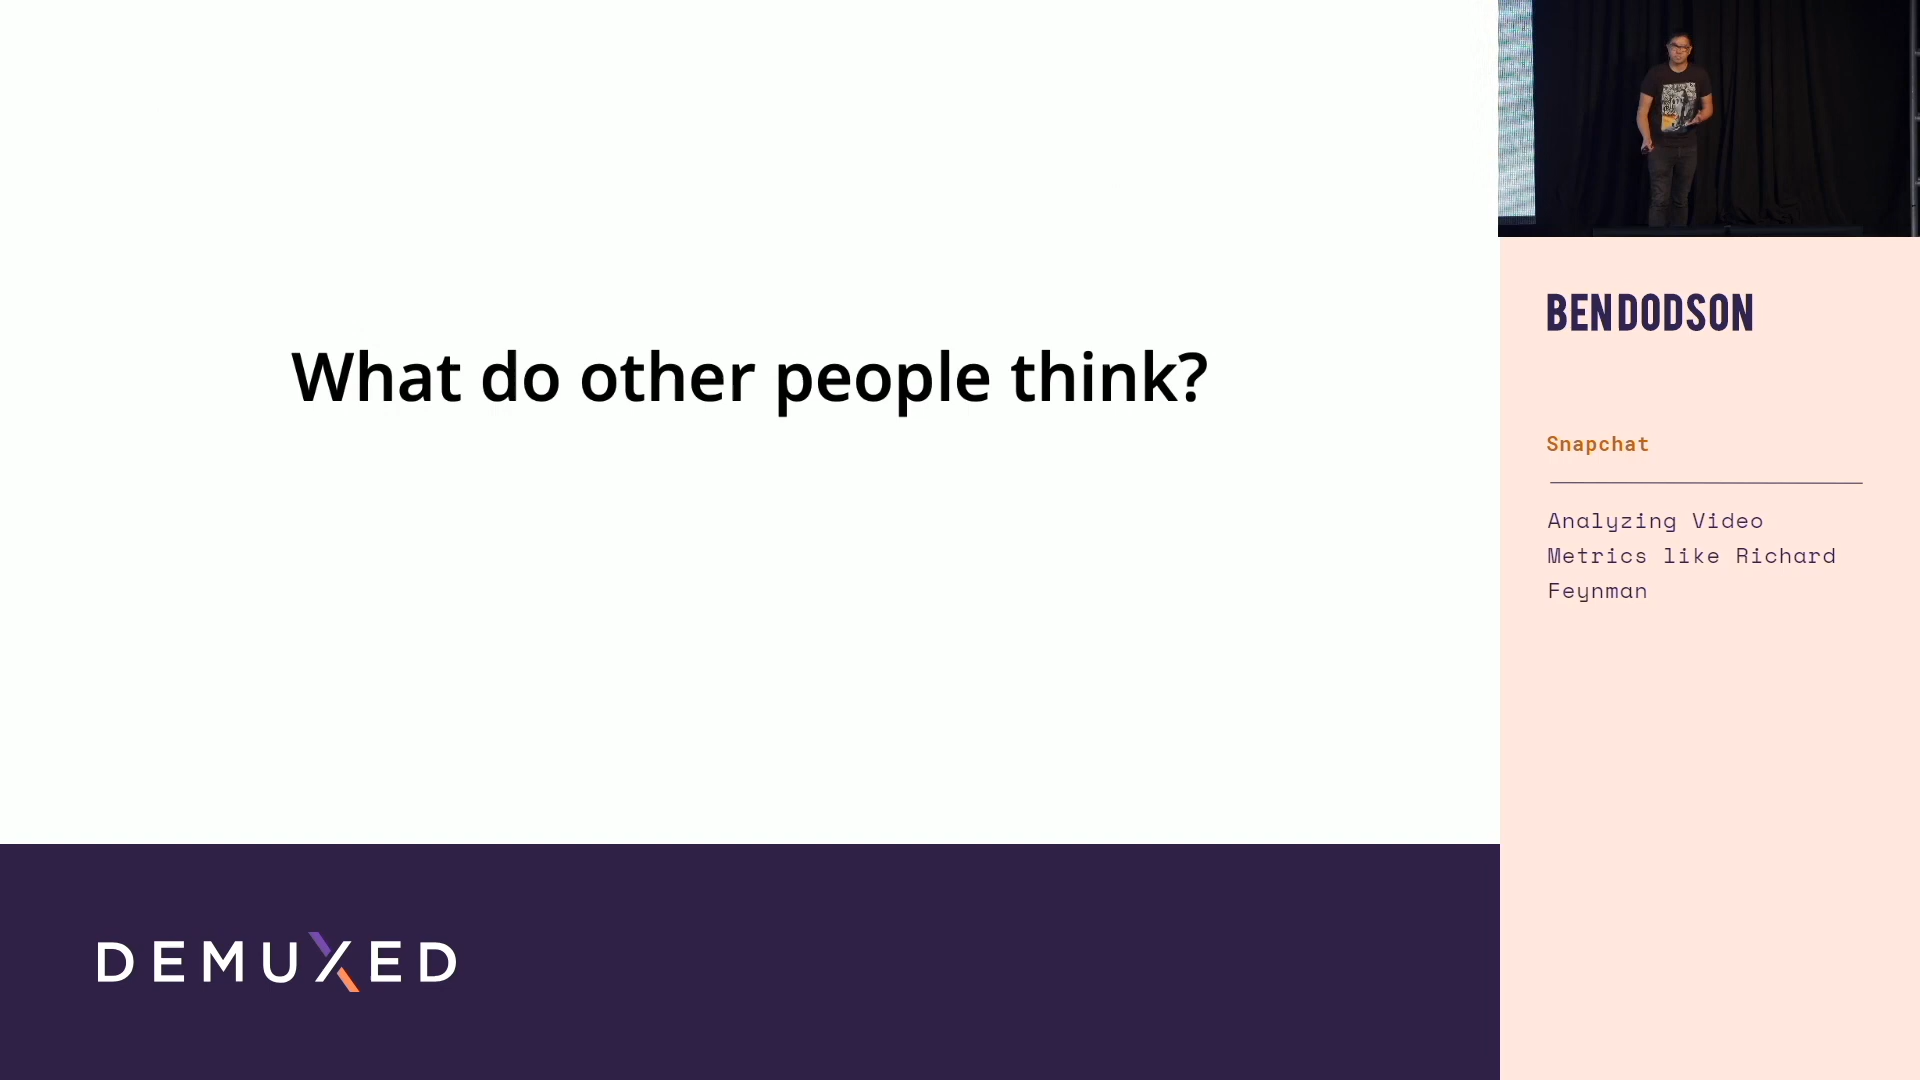 What do other people think?
BEN DODSON
Snapchat
Analyzing Video
Metrics like Richard
Feynman
DEMUXED